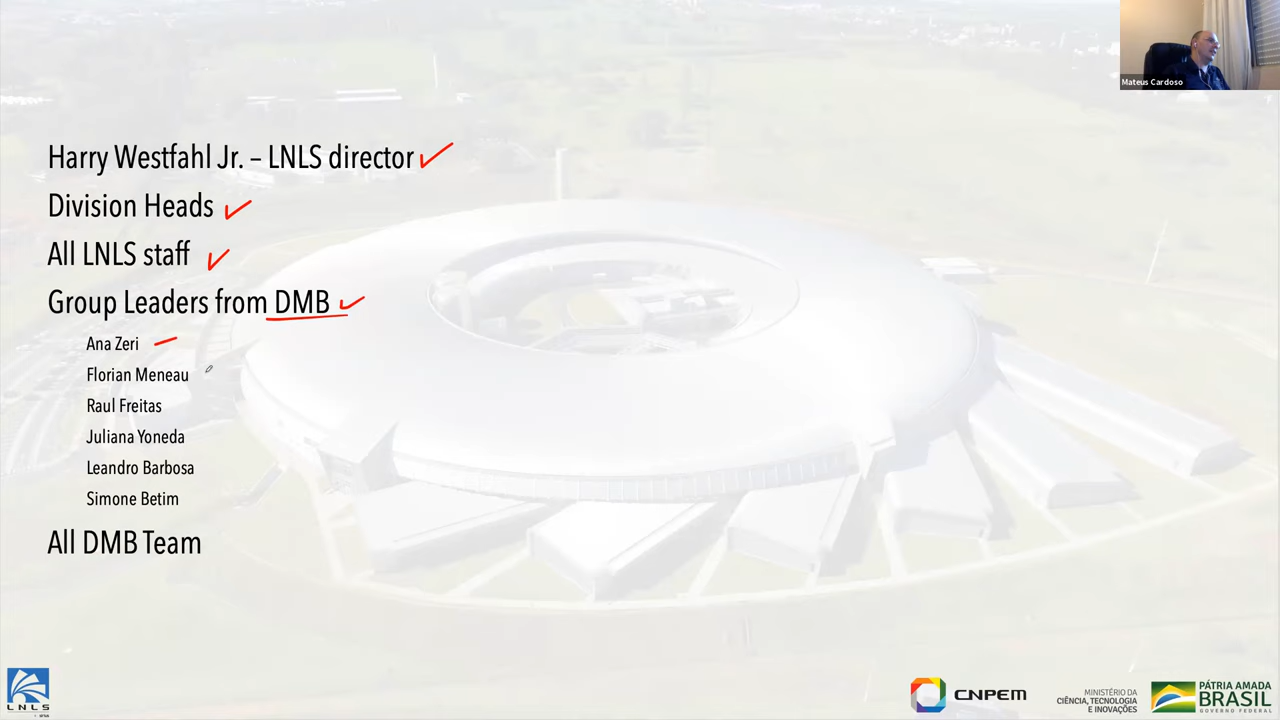 Mateus Cardoso
Harry Westfahl Jr. – LNLS director
Division Heads
All LNLS staff
Group Leaders from DMB
Ana Zeri
Florian Meneau
Raul Freitas
Juliana Yoneda
Leandro Barbosa
Simone Betim
All DMB Team
LNLS
CNPEM
MINISTÉRIO DA
CIÊNCIA, TECNOLOGIA
E INOVAÇÕES
PÁTRIA AMADA
BRASIL
GOVERNO FEDERAL